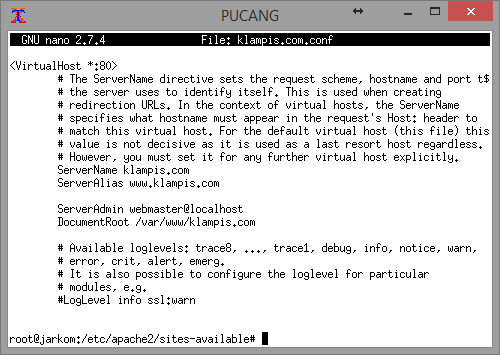 PUCANG
GNU nano 2.7.4 File: klampis.com.conf
<VirtualHost *:80>
# The ServerName directive sets the request scheme, hostname and port t$
# the server uses to identify itself. This is used when creating
# redirection URLs. In the context of virtual hosts, the ServerName
# specifies what hostname must appear in the request's Host: header to
# match this virtual host. For the default virtual host (this file) this
# value is not decisive as it is used as a last resort host regardless.
# However, you must set it for any further virtual host explicitly.
ServerName klampis.com
ServerAlias www.klampis.com
ServerAdmin webmaster@localhost
DocumentRoot /var/www/klampis.com
# Available loglevels: trace8, ..., trace1, debug, info, notice, warn,
# error, crit, alert, emerg.
# It is also possible to configure the loglevel for particular
# modules, e.g.
#LogLevel info ssl:warn
root@jarkom:/etc/apache2/sites-available#